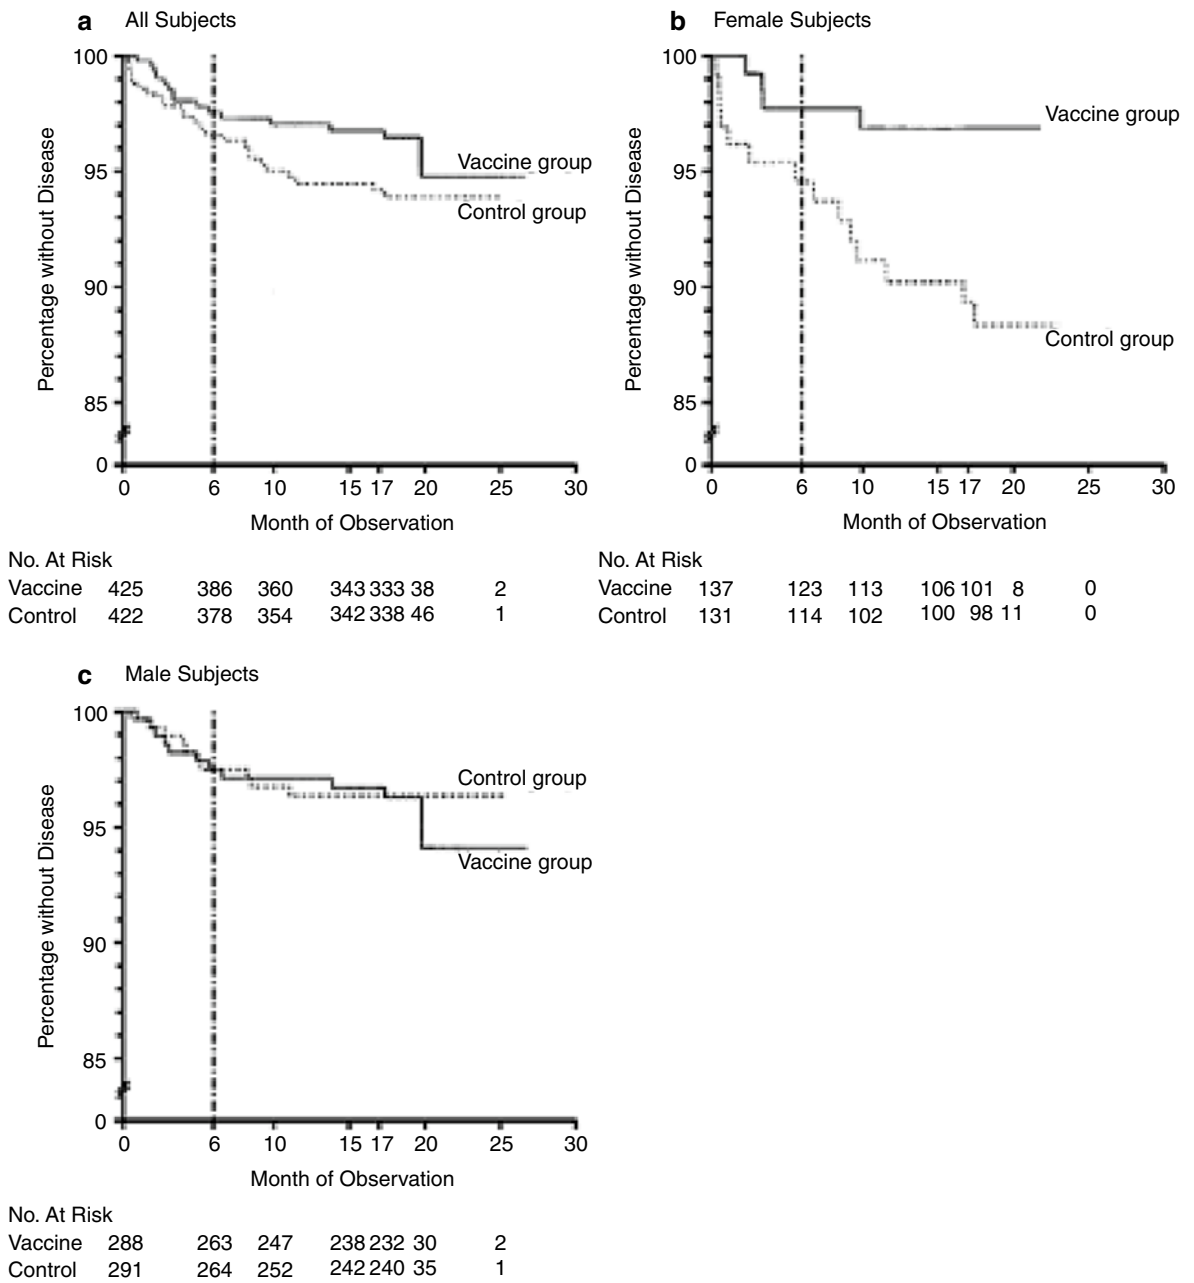 a All Subjects
100
95
90
85
0
Percentage without Disease
Vaccine group
Control group
0 6 10 15 17 20 25 30
Month of Observation
No. At Risk
Vaccine 425 386 360 343 333 38 2
Control 422 378 354 342 338 46 1
b Female Subjects
100
95
90
85
0
Percentage without Disease
Vaccine group
Control group
0 6 10 15 17 20 25 30
Month of Observation
No. At Risk
Vaccine 137 123 113 106 101 8 0
Control 131 114 102 100 98 11 0
c Male Subjects
100
95
90
85
0
Percentage without Disease
Control group
Vaccine group
0 6 10 15 17 20 25 30
Month of Observation
No. At Risk
Vaccine 288 263 247 238 232 30 2
Control 291 264 252 242 240 35 1